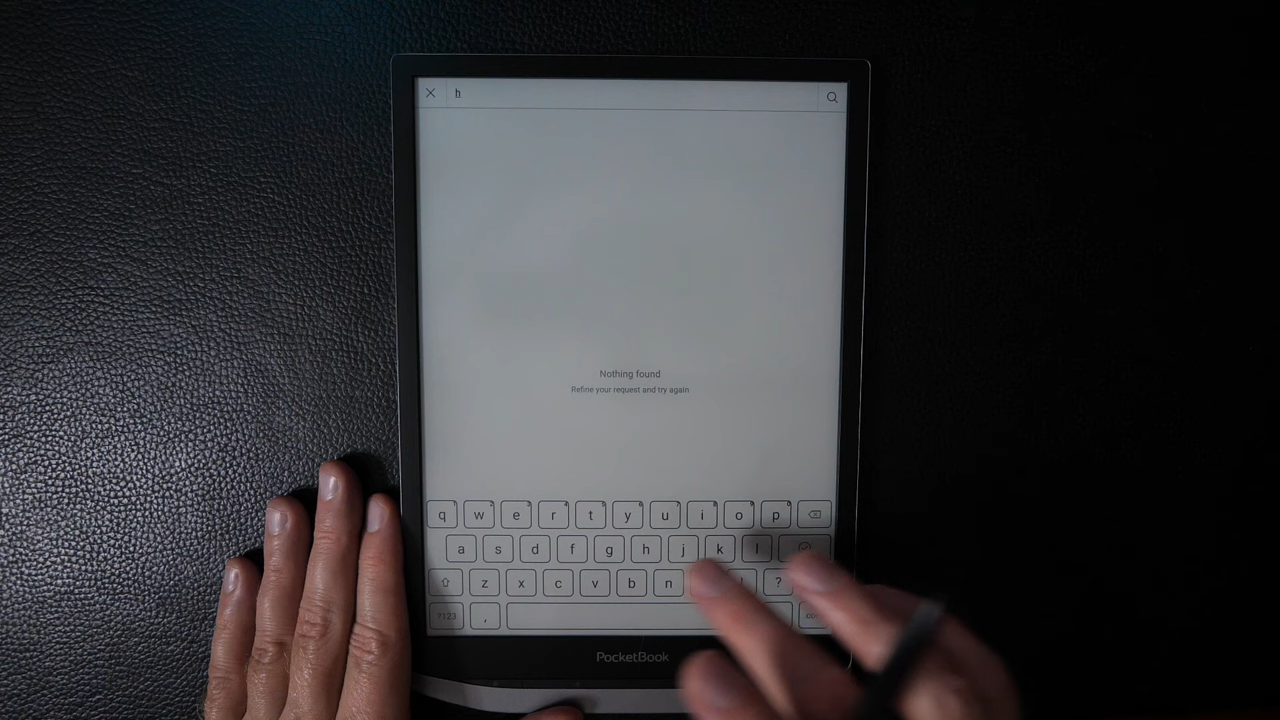 h
Nothing found
Refine your request and try again
q w e r t y u i o p
a s d f g h j k l
z x c v b n ?
?123 ,
PocketBook